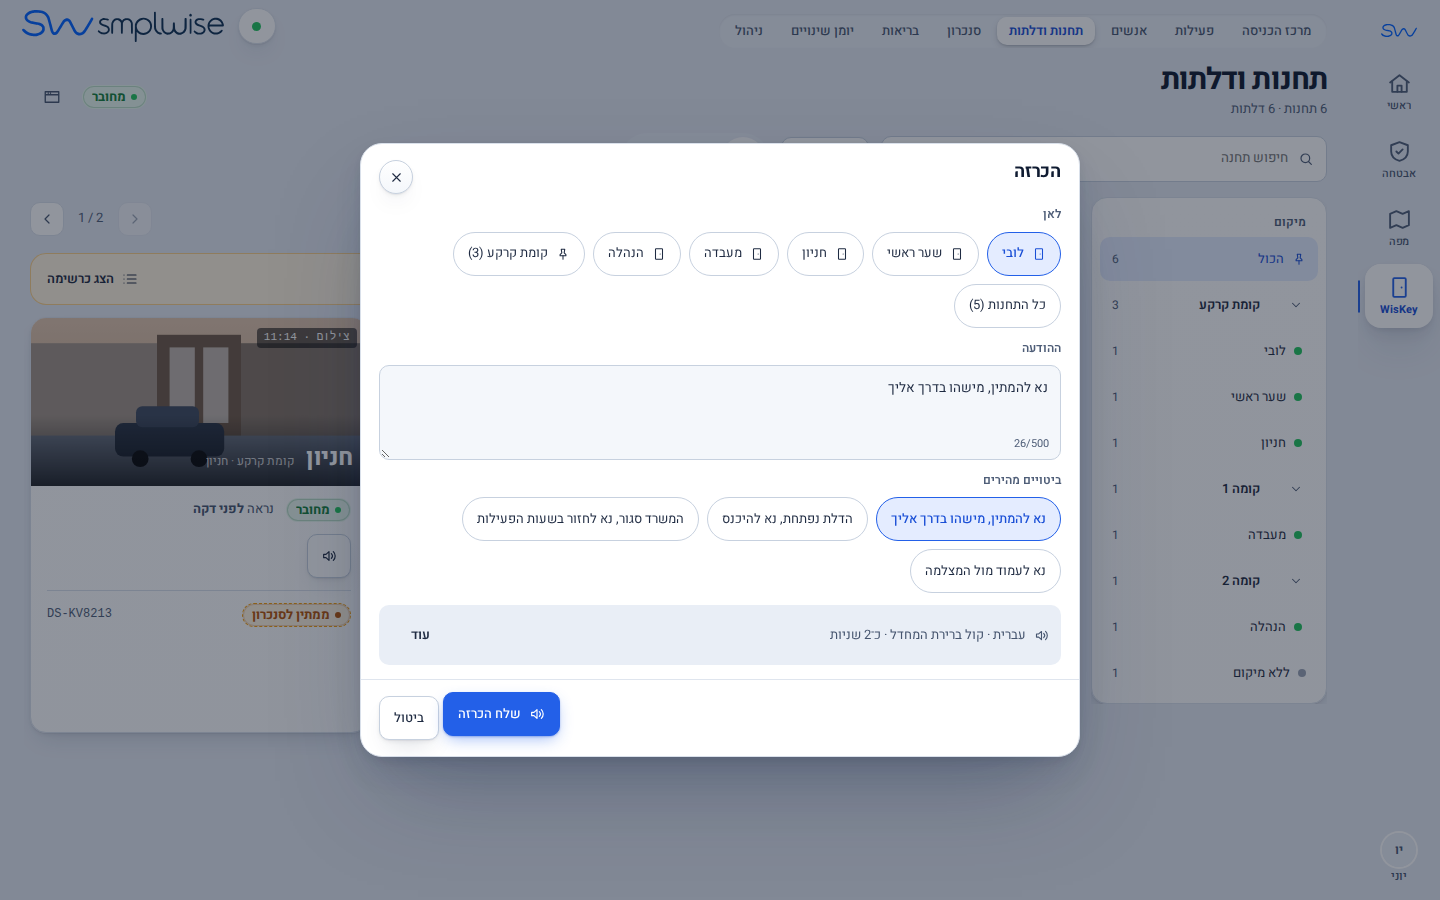 smplwise
מרכז הכניסה
פעילות
אנשים
תחנות ודלתות
סנכרון
בריאות
יומן שינויים
ניהול
ראשי
אבטחה
מפה
WisKey
יו
יוני
תחנות ודלתות
6 תחנות · 6 דלתות
מחובר
חיפוש תחנה
1 / 2
מיקום
הכול 6
קומת קרקע 3
לובי 1
שער ראשי 1
חניון 1
קומה 1 1
מעבדה 1
קומה 2 1
הנהלה 1
ללא מיקום 1
הצג כרשימה
צילום · 11:14
חניון קומת קרקע · חניון
מחובר נראה לפני דקה
ממתין לסנכרון DS-KV8213
הכרזה
לאן
לובי
שער ראשי
חניון
מעבדה
הנהלה
קומת קרקע (3)
כל התחנות (5)
ההודעה
נא להמתין, מישהו בדרך אליך
26/500
ביטויים מהירים
נא להמתין, מישהו בדרך אליך
הדלת נפתחת, נא להיכנס
המשרד סגור, נא לחזור בשעות הפעילות
נא לעמוד מול המצלמה
עברית · קול ברירת המחדל · כ־2 שניות
עוד
שלח הכרזה
ביטול